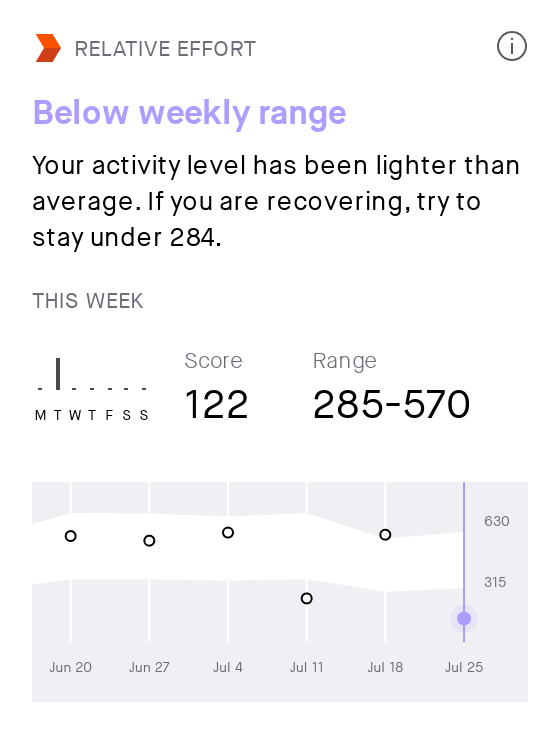 RELATIVE EFFORT
Below weekly range
Your activity level has been lighter than
average. If you are recovering, try to
stay under 284.
THIS WEEK
Score Range
122 285-570
M T W T F S S
630
315
Jun 20 Jun 27 Jul 4 Jul 11 Jul 18 Jul 25